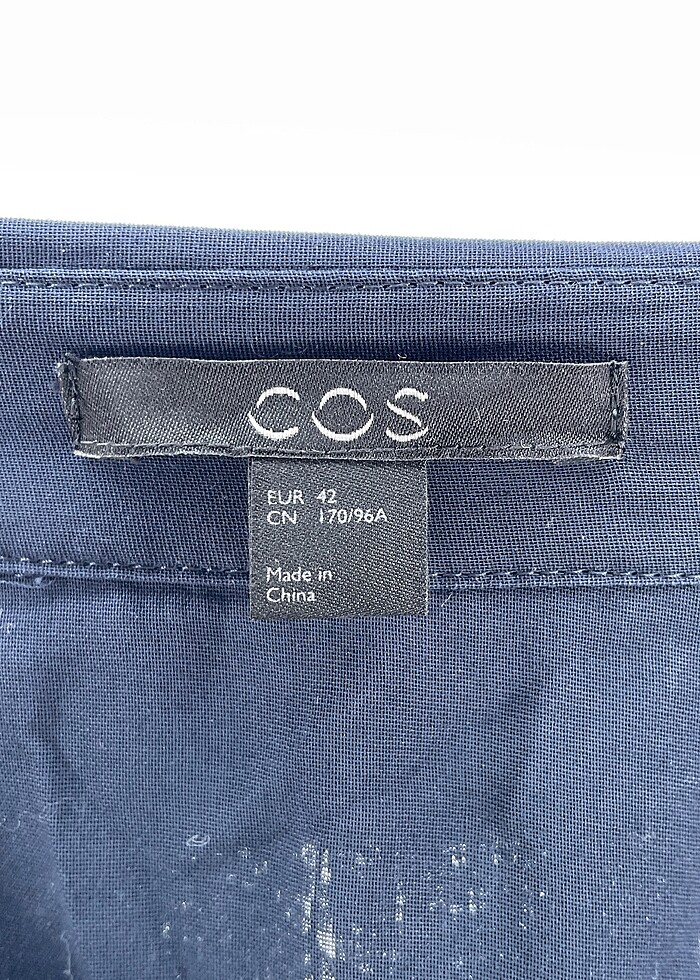 COS
EUR 42
CN 170/96A
Made in
China